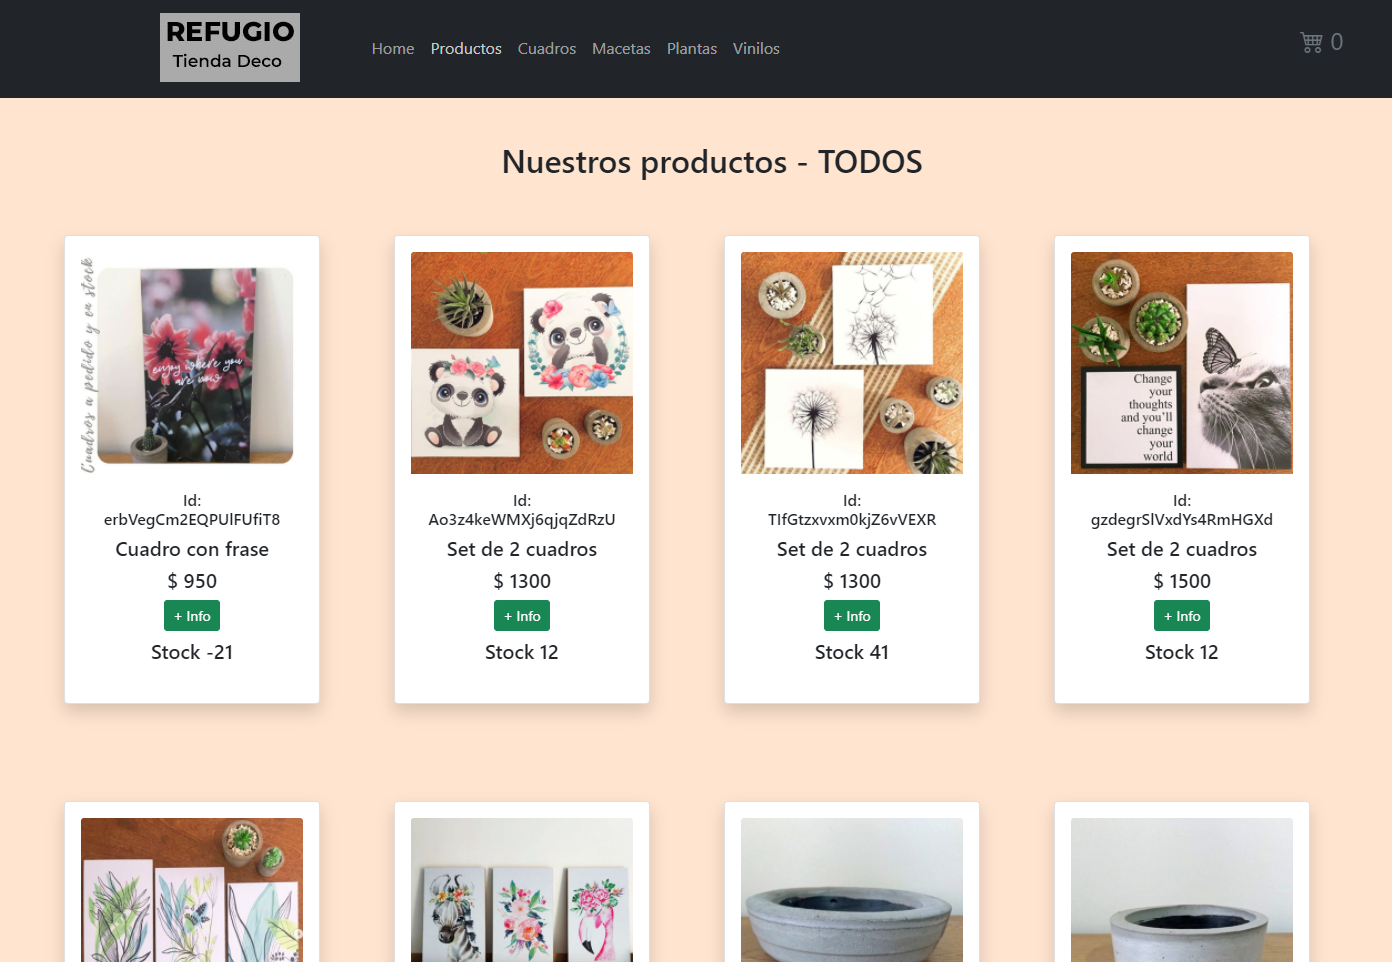 REFUGIO
Tienda Deco
Home Productos Cuadros Macetas Plantas Vinilos
0
Nuestros productos - TODOS
Cuadros a pedido y en stock
enjoy where you
are now
Change
your
thoughts
and you'll
change
your
world
Id:
erbVegCm2EQPUlFUfiT8
Cuadro con frase
$ 950
+ Info
Stock -21
Id:
Ao3z4keWMXj6qjqZdRzU
Set de 2 cuadros
$ 1300
+ Info
Stock 12
Id:
TIfGtzxvxm0kjZ6vVEXR
Set de 2 cuadros
$ 1300
+ Info
Stock 41
Id:
gzdegrSlVxdYs4RmHGXd
Set de 2 cuadros
$ 1500
+ Info
Stock 12